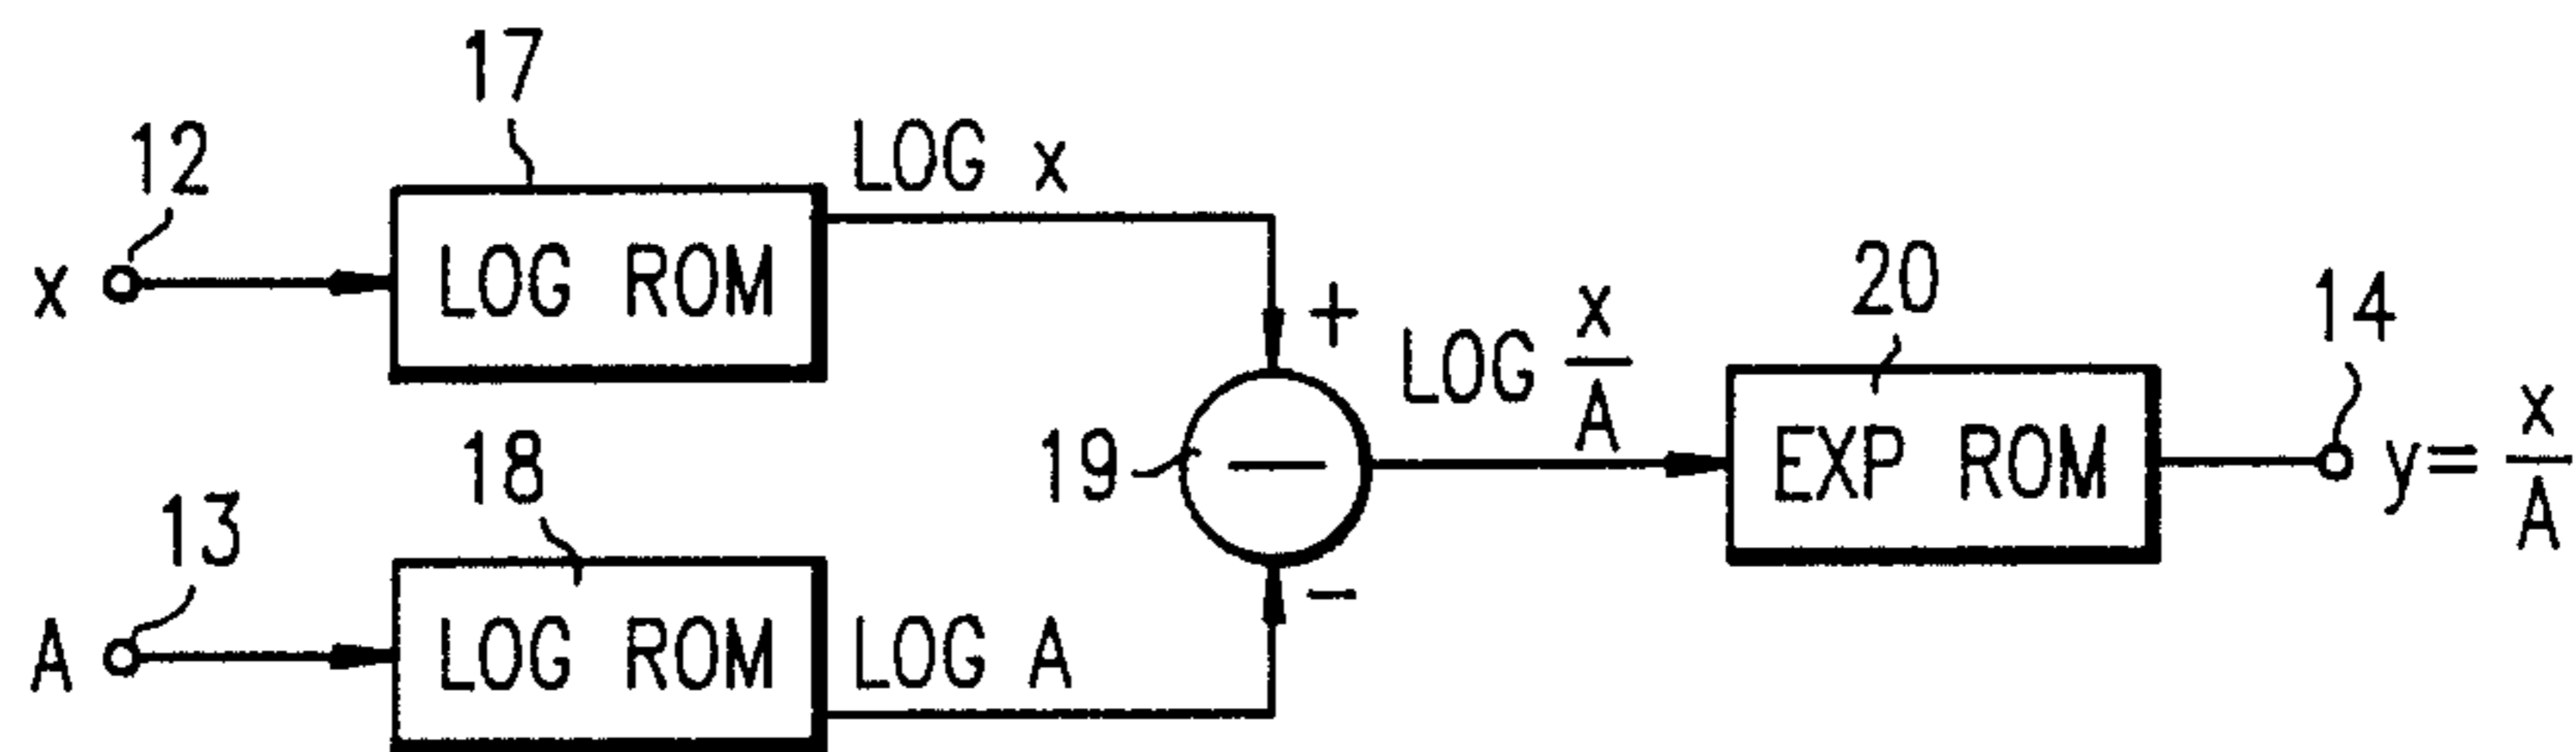 17
12
LOG x
x
LOG ROM
+
20
14
LOG x/A
19
−
EXP ROM
y= x/A
18
13
−
A
LOG ROM
LOG A